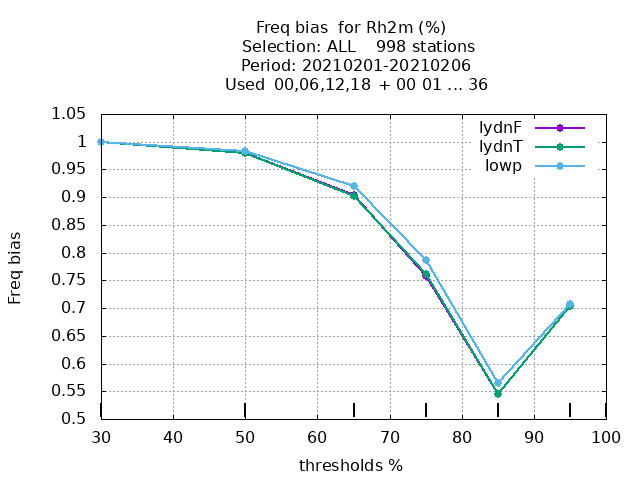 Freq bias  for Rh2m (%)
Selection: ALL    998 stations
Period: 20210201-20210206
Used  00,06,12,18  + 00 01 ... 36
lydnF
lydnT
lowp
1.05
1
0.95
0.9
0.85
0.8
0.75
0.7
0.65
0.6
0.55
0.5
Freq bias
30 40 50 60 70 80 90 100
thresholds %